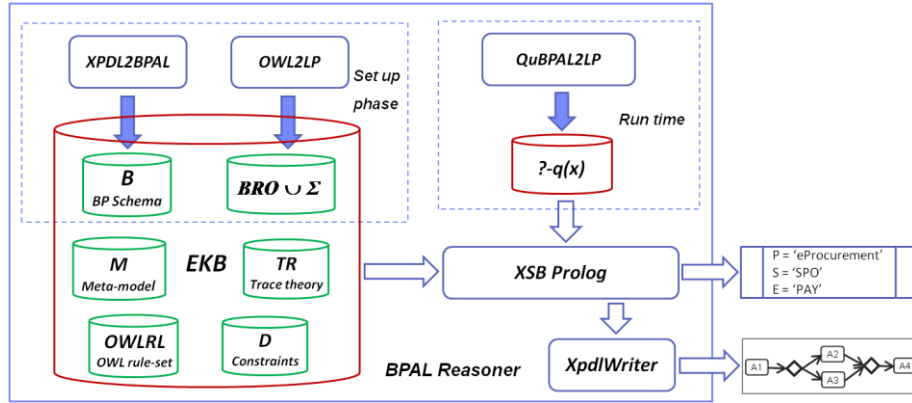 XPDL2BPAL
OWL2LP
Set up
phase
QuBPAL2LP
Run time
?-q(x)
B
BP Schema
BRO ∪ Σ
M
Meta-model
EKB
TR
Trace theory
OWLRL
OWL rule-set
D
Constraints
XSB Prolog
BPAL Reasoner
XpdlWriter
P = ‘eProcurement’
S = ‘SPO’
E = ‘PAY’
A1
A2
A3
A4